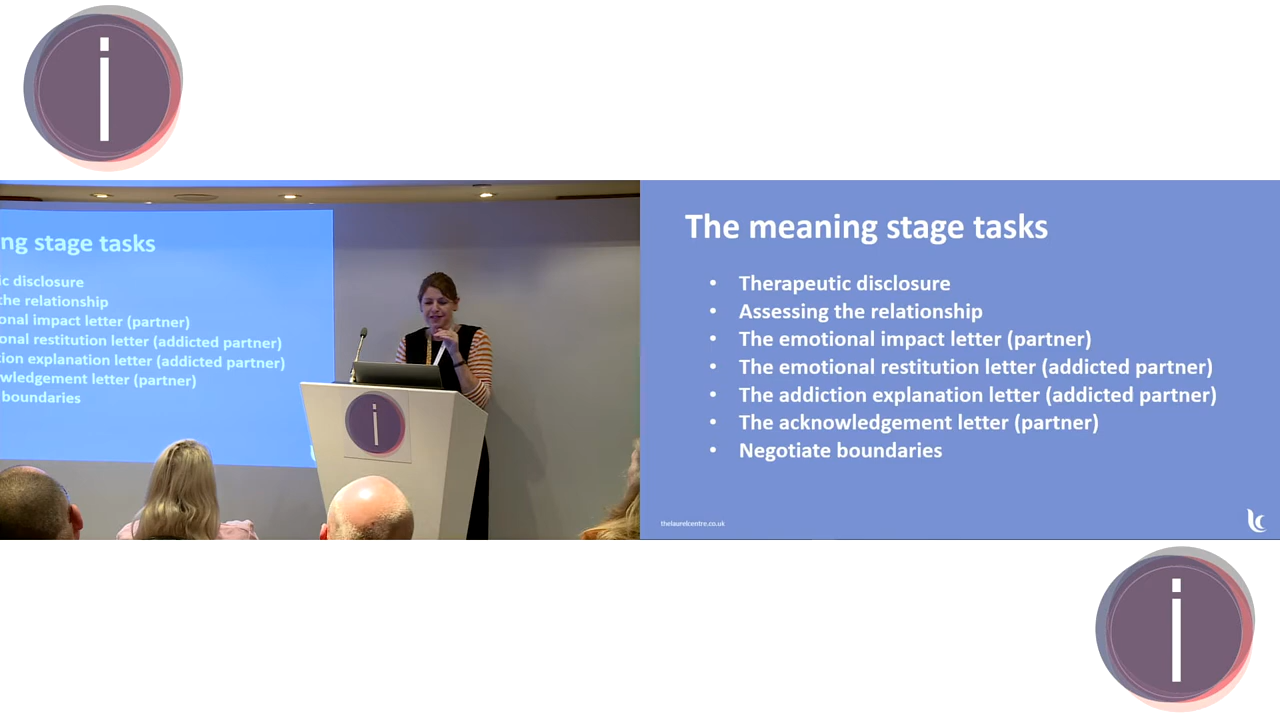 i
ng stage tasks
ic disclosure
the relationship
onal impact letter (partner)
onal restitution letter (addicted partner)
tion explanation letter (addicted partner)
wledgement letter (partner)
boundaries
i
The meaning stage tasks
• Therapeutic disclosure
• Assessing the relationship
• The emotional impact letter (partner)
• The emotional restitution letter (addicted partner)
• The addiction explanation letter (addicted partner)
• The acknowledgement letter (partner)
• Negotiate boundaries
thelaurelcentre.co.uk
lc
i